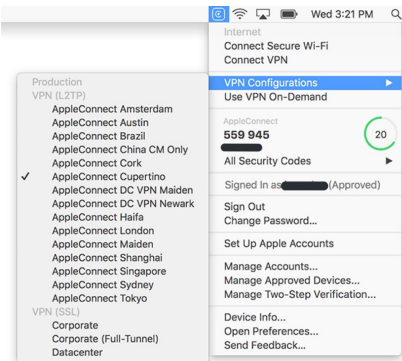 Wed 3:21 PM
Internet
Connect Secure Wi-Fi
Connect VPN
VPN Configurations
Use VPN On-Demand
AppleConnect
559 945
20
All Security Codes
Signed In as (Approved)
Sign Out
Change Password...
Set Up Apple Accounts
Manage Accounts...
Manage Approved Devices...
Manage Two-Step Verification...
Device Info...
Open Preferences...
Send Feedback...
Production
VPN (L2TP)
AppleConnect Amsterdam
AppleConnect Austin
AppleConnect Brazil
AppleConnect China CM Only
AppleConnect Cork
AppleConnect Cupertino
AppleConnect DC VPN Maiden
AppleConnect DC VPN Newark
AppleConnect Haifa
AppleConnect London
AppleConnect Maiden
AppleConnect Shanghai
AppleConnect Singapore
AppleConnect Sydney
AppleConnect Tokyo
VPN (SSL)
Corporate
Corporate (Full-Tunnel)
Datacenter